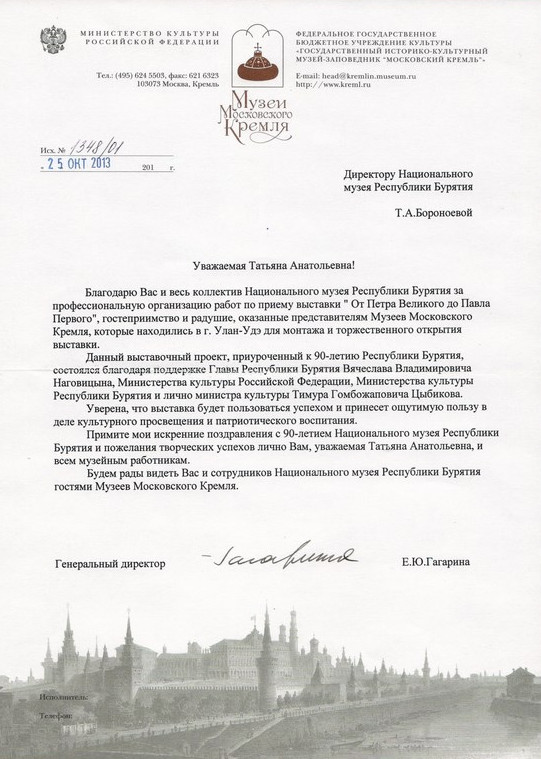 МИНИСТЕРСТВО КУЛЬТУРЫ
РОССИЙСКОЙ ФЕДЕРАЦИИ
Тел.: (495) 624 5503, факс: 621 6323
103073 Москва, Кремль
ФЕДЕРАЛЬНОЕ ГОСУДАРСТВЕННОЕ
БЮДЖЕТНОЕ УЧРЕЖДЕНИЕ КУЛЬТУРЫ
«ГОСУДАРСТВЕННЫЙ ИСТОРИКО-КУЛЬТУРНЫЙ
МУЗЕЙ-ЗАПОВЕДНИК "МОСКОВСКИЙ КРЕМЛЬ"»
E-mail: head@kremlin.museum.ru
http://www.kreml.ru
Музеи
Московского
Кремля
Исх. № 1348/01
« 25 ОКТ 2013 201 г.
Директору Национального
музея Республики Бурятия
Т.А.Бороноевой
Уважаемая Татьяна Анатольевна!
Благодарю Вас и весь коллектив Национального музея Республики Бурятия за
профессиональную организацию работ по приему выставки " От Петра Великого до Павла
Первого", гостеприимство и радушие, оказанные представителям Музеев Московского
Кремля, которые находились в г. Улан-Удэ для монтажа и торжественного открытия
выставки.
Данный выставочный проект, приуроченный к 90-летию Республики Бурятия,
состоялся благодаря поддержке Главы Республики Бурятия Вячеслава Владимировича
Наговицына, Министерства культуры Российской Федерации, Министерства культуры
Республики Бурятия и лично министра культуры Тимура Гомбожаповича Цыбикова.
Уверена, что выставка будет пользоваться успехом и принесет ощутимую пользу в
деле культурного просвещения и патриотического воспитания.
Примите мои искренние поздравления с 90-летием Национального музея Республики
Бурятия и пожелания творческих успехов лично Вам, уважаемая Татьяна Анатольевна, и
всем музейным работникам.
Будем рады видеть Вас и сотрудников Национального музея Республики Бурятия
гостями Музеев Московского Кремля.
Генеральный директор Гагарина Е.Ю.Гагарина
Исполнитель:
Телефон: